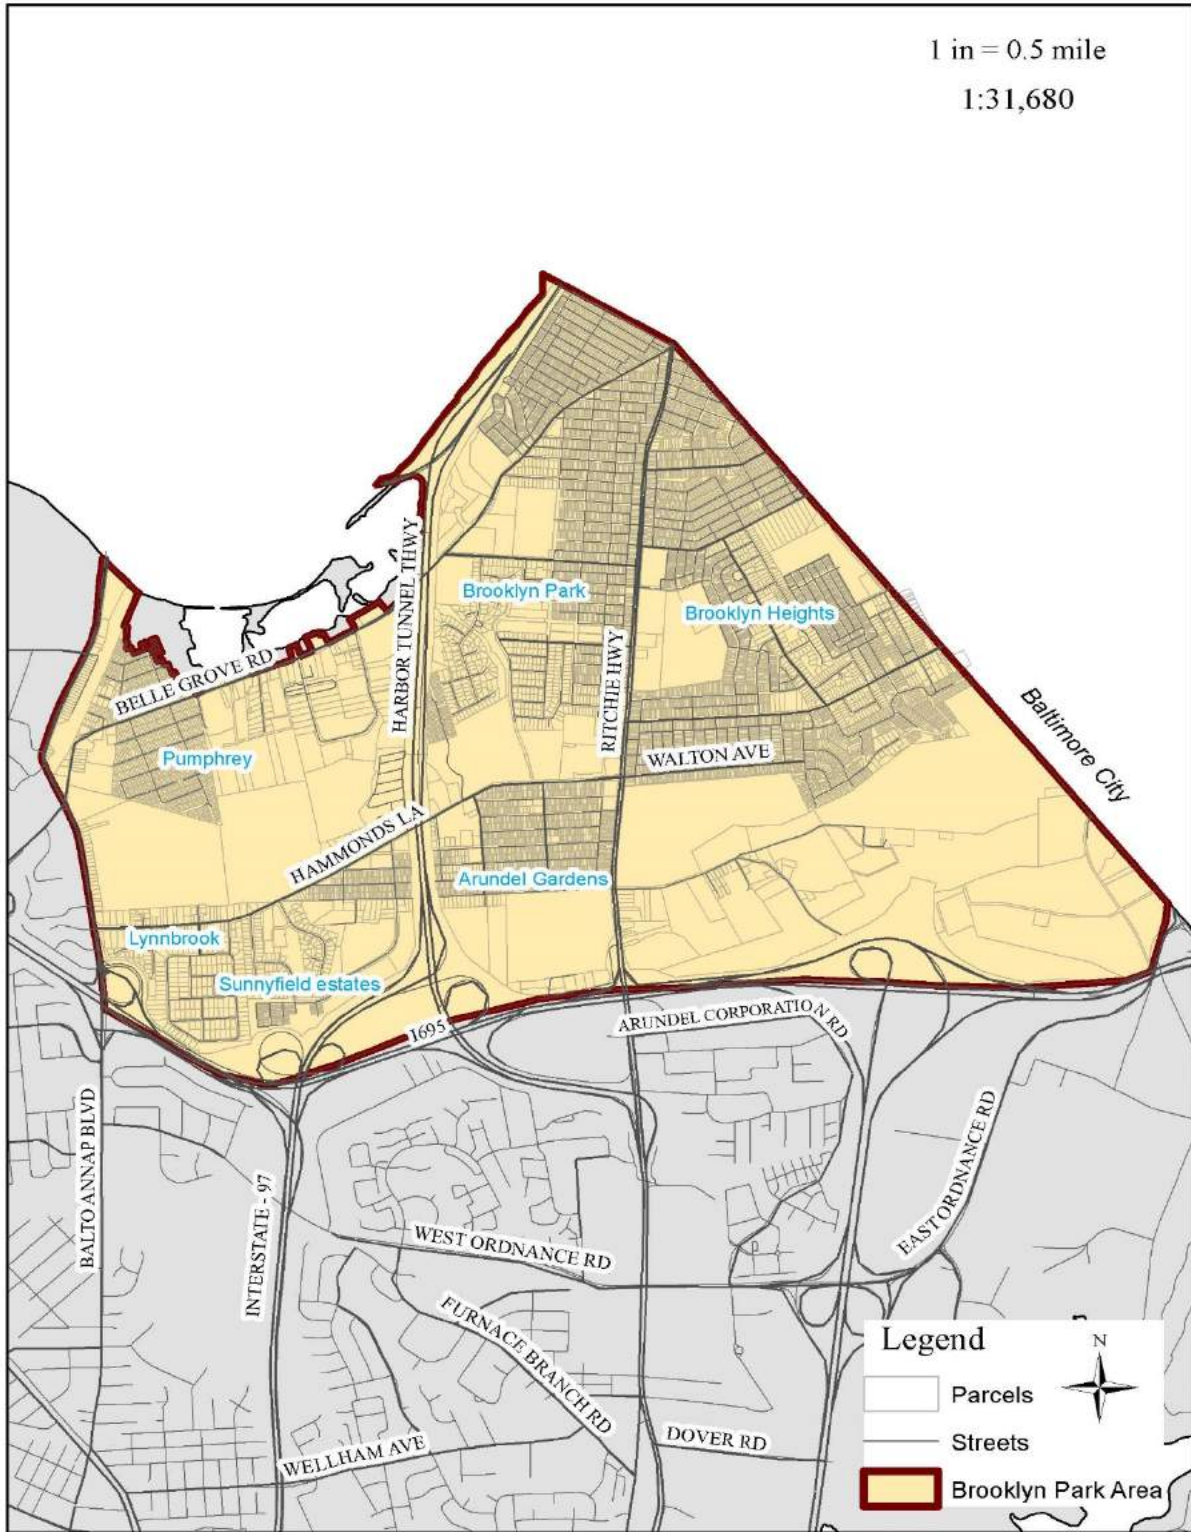 1 in = 0.5 mile
1:31,680
HARBOR TUNNEL THWY
Brooklyn Park
Brooklyn Heights
BELLE GROVE RD
RITCHIE HWY
Baltimore City
Pumphrey
WALTON AVE
HAMMONDS LA
Arundel Gardens
Lynnbrook
Sunnyfield estates
I695
ARUNDEL CORPORATION RD
BALTO ANNAP BLVD
INTERSTATE - 97
EAST ORDNANCE RD
WEST ORDNANCE RD
FURNACE BRANCH RD
WELLHAM AVE
DOVER RD
Legend
N
Parcels
Streets
Brooklyn Park Area